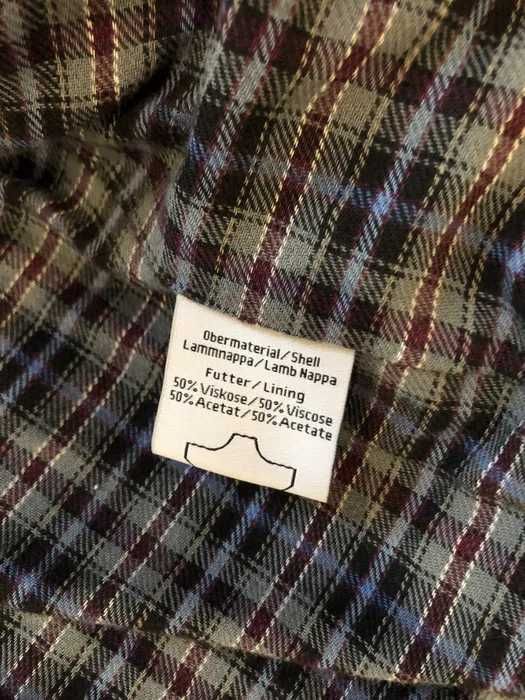 Obermaterial/Shell
Lammnappa/Lamb Nappa
Futter/Lining
50% Viskose/50% Viscose
50% Acetat/50% Acetate